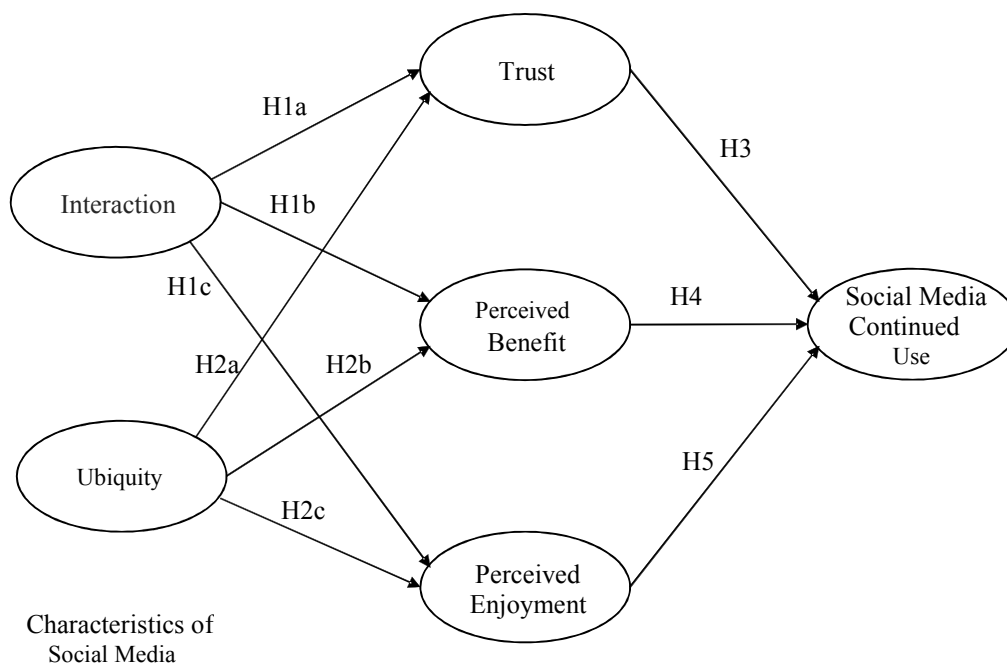 Trust
H1a
H3
Interaction
H1b
H1c
Social Media
Continued
Use
Perceived
Benefit
H4
H2a
H2b
Ubiquity
H5
H2c
Perceived
Enjoyment
Characteristics of
Social Media